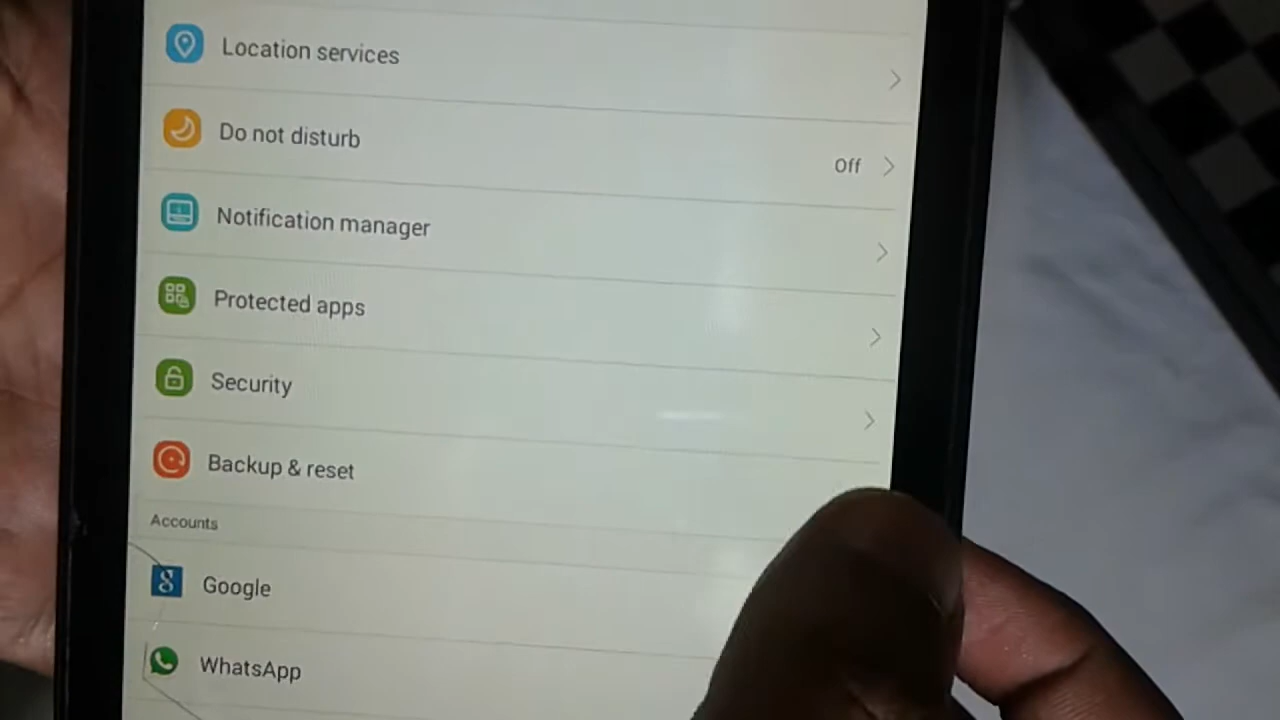 Location services
Do not disturb
Off
Notification manager
Protected apps
Security
Backup & reset
Accounts
Google
WhatsApp